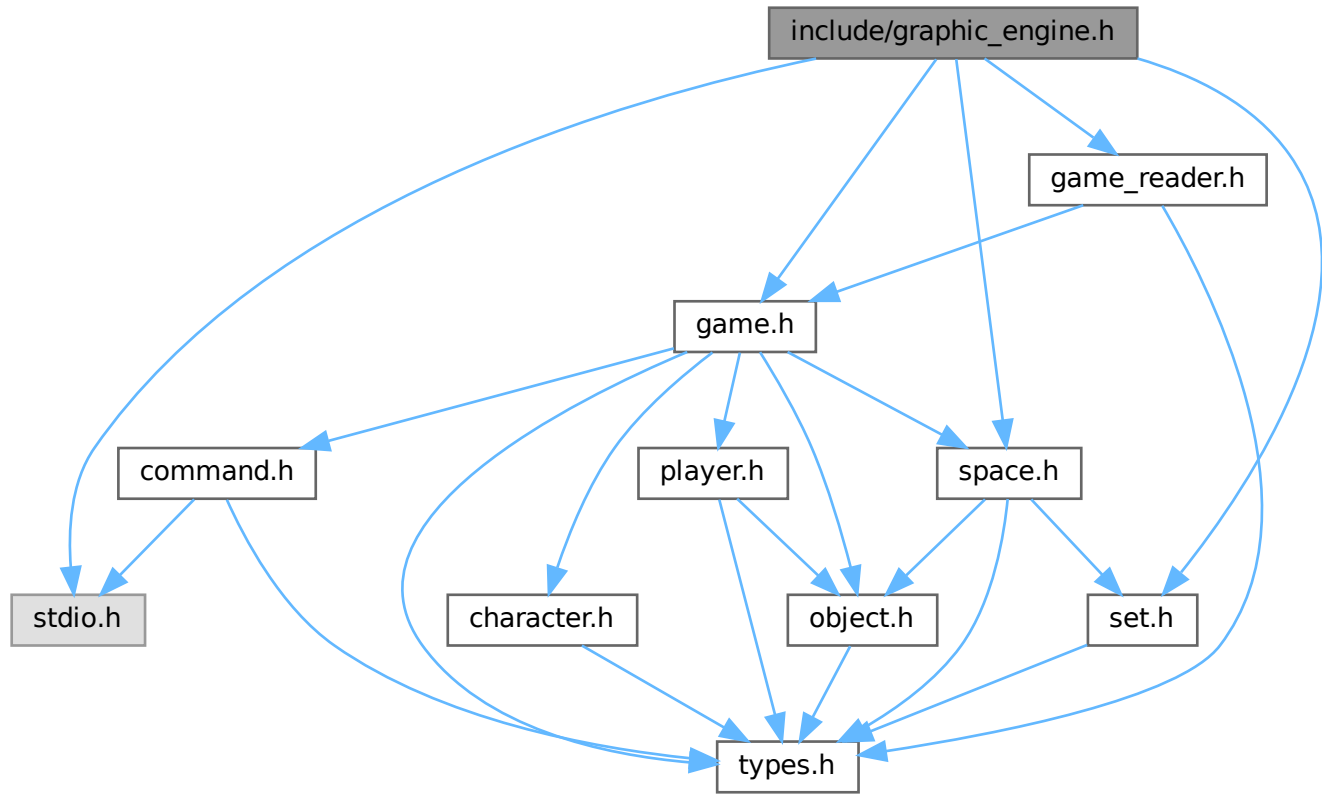 include/graphic_engine.h
game_reader.h
game.h
command.h
player.h
space.h
stdio.h
character.h
object.h
set.h
types.h